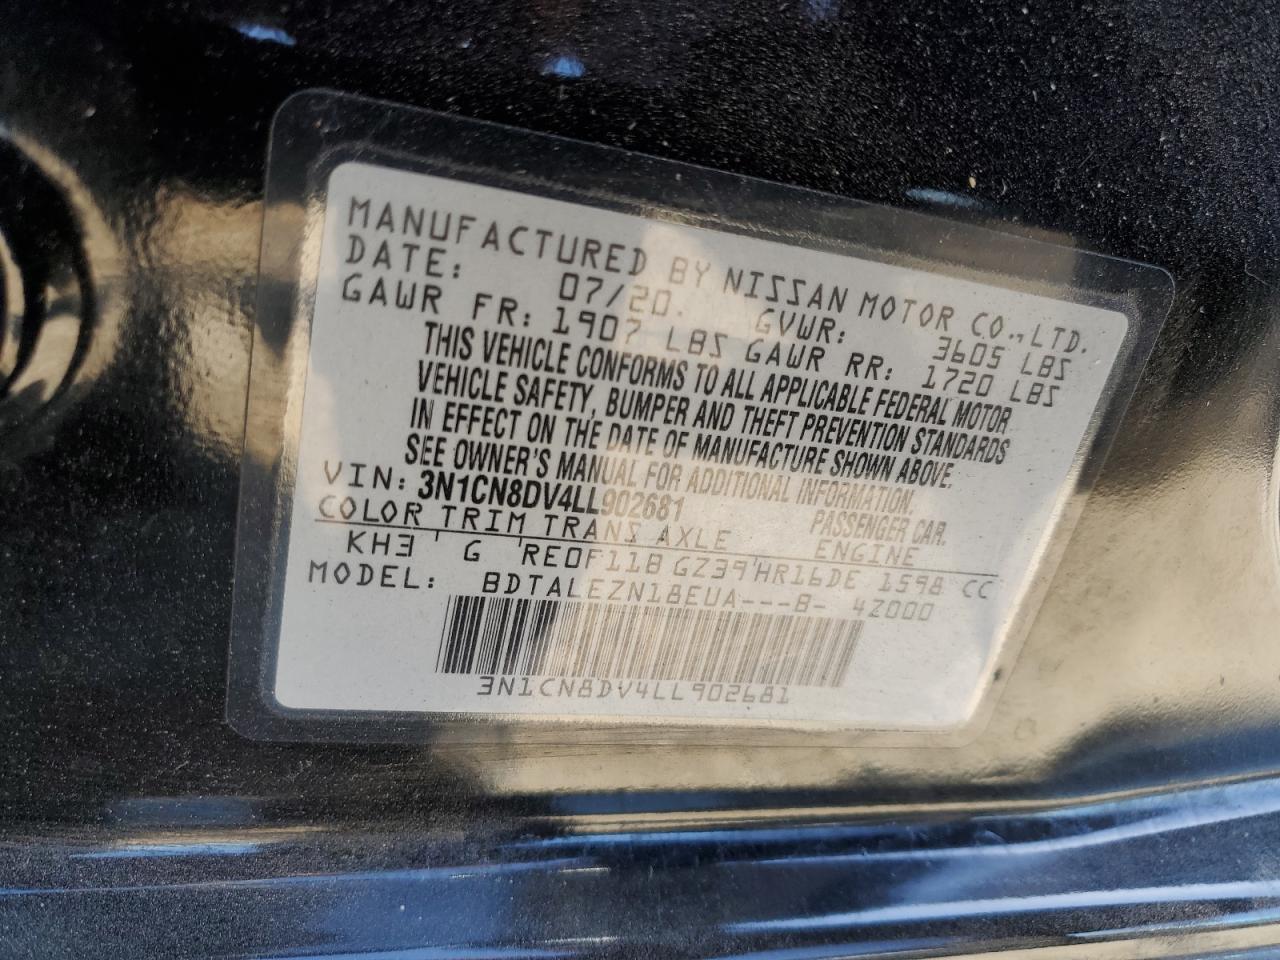 MANUFACTURED BY NISSAN MOTOR CO., LTD.
DATE: 07/20. GVWR: 3605 LBS
GAWR FR: 1907 LBS GAWR RR: 1720 LBS
THIS VEHICLE CONFORMS TO ALL APPLICABLE FEDERAL MOTOR
VEHICLE SAFETY, BUMPER AND THEFT PREVENTION STANDARDS
IN EFFECT ON THE DATE OF MANUFACTURE SHOWN ABOVE.
SEE OWNER'S MANUAL FOR ADDITIONAL INFORMATION.
VIN: 3N1CN8DV4LL902681 PASSENGER CAR.
COLOR TRIM TRANS AXLE ENGINE
KH3 ' G 'RE0F11B GZ39'HR16DE 1598 CC
MODEL: BDTALEZN18EUA---B- 42000
3N1CN8DV4LL902681